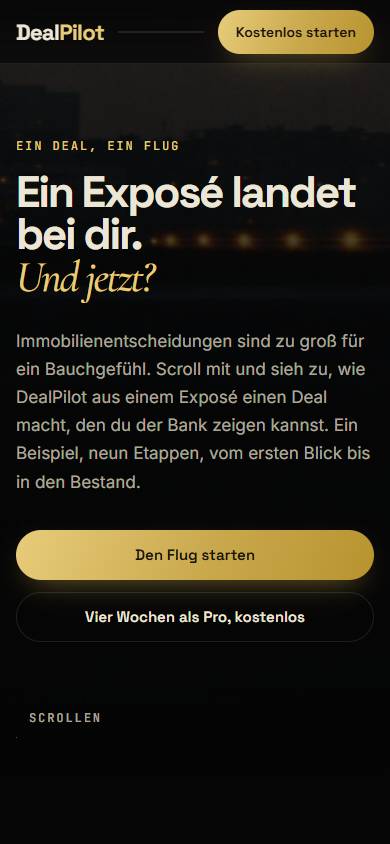 DealPilot
Kostenlos starten
EIN DEAL, EIN FLUG
Ein Exposé landet
bei dir.
Und jetzt?
Immobilienentscheidungen sind zu groß für
ein Bauchgefühl. Scroll mit und sieh zu, wie
DealPilot aus einem Exposé einen Deal
macht, den du der Bank zeigen kannst. Ein
Beispiel, neun Etappen, vom ersten Blick bis
in den Bestand.
Den Flug starten
Vier Wochen als Pro, kostenlos
SCROLLEN